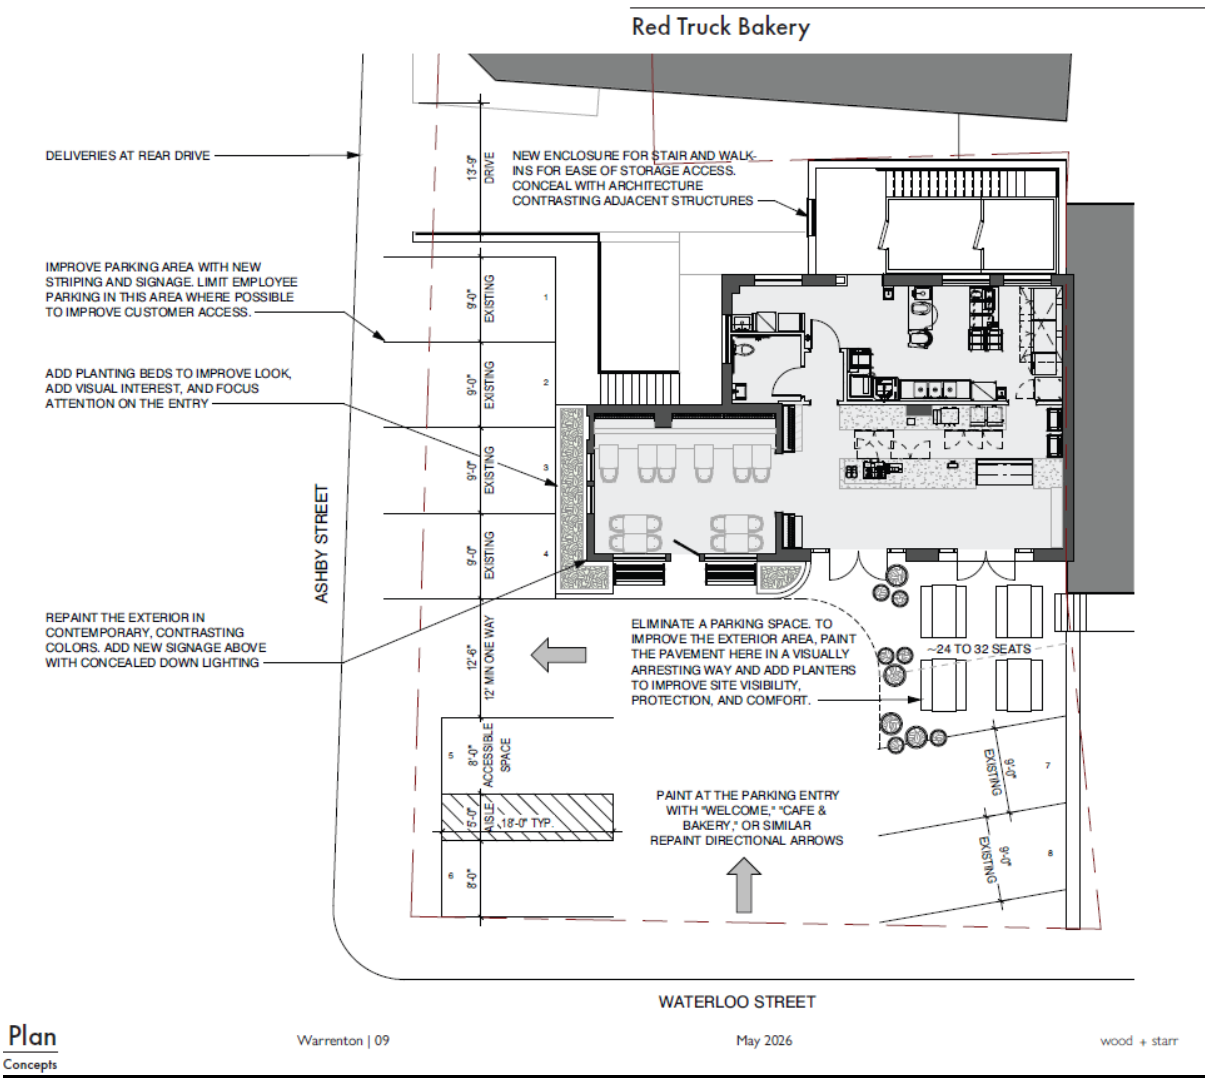 Red Truck Bakery
DELIVERIES AT REAR DRIVE
13'-9"
DRIVE
NEW ENCLOSURE FOR STAIR AND WALK-
INS FOR EASE OF STORAGE ACCESS.
CONCEAL WITH ARCHITECTURE
CONTRASTING ADJACENT STRUCTURES
IMPROVE PARKING AREA WITH NEW
STRIPING AND SIGNAGE. LIMIT EMPLOYEE
PARKING IN THIS AREA WHERE POSSIBLE
TO IMPROVE CUSTOMER ACCESS.
9'-0"
EXISTING
1
ADD PLANTING BEDS TO IMPROVE LOOK,
ADD VISUAL INTEREST, AND FOCUS
ATTENTION ON THE ENTRY
9'-0"
EXISTING
2
9'-0"
EXISTING
3
9'-0"
EXISTING
4
ASHBY STREET
REPAINT THE EXTERIOR IN
CONTEMPORARY, CONTRASTING
COLORS. ADD NEW SIGNAGE ABOVE
WITH CONCEALED DOWN LIGHTING
12'-6"
12' MIN ONE WAY
ELIMINATE A PARKING SPACE. TO
IMPROVE THE EXTERIOR AREA, PAINT
THE PAVEMENT HERE IN A VISUALLY
ARRESTING WAY AND ADD PLANTERS
TO IMPROVE SITE VISIBILITY,
PROTECTION, AND COMFORT.
~24 TO 32 SEATS
5
8'-0"
ACCESSIBLE
SPACE
5'-0"
AISLE
18'-0" TYP.
6
8'-0"
PAINT AT THE PARKING ENTRY
WITH "WELCOME," "CAFE &
BAKERY," OR SIMILAR
REPAINT DIRECTIONAL ARROWS
EXISTING
9'-0"
7
EXISTING
9'-0"
8
WATERLOO STREET
Plan
Concepts
Warrenton | 09
May 2026
wood + starr